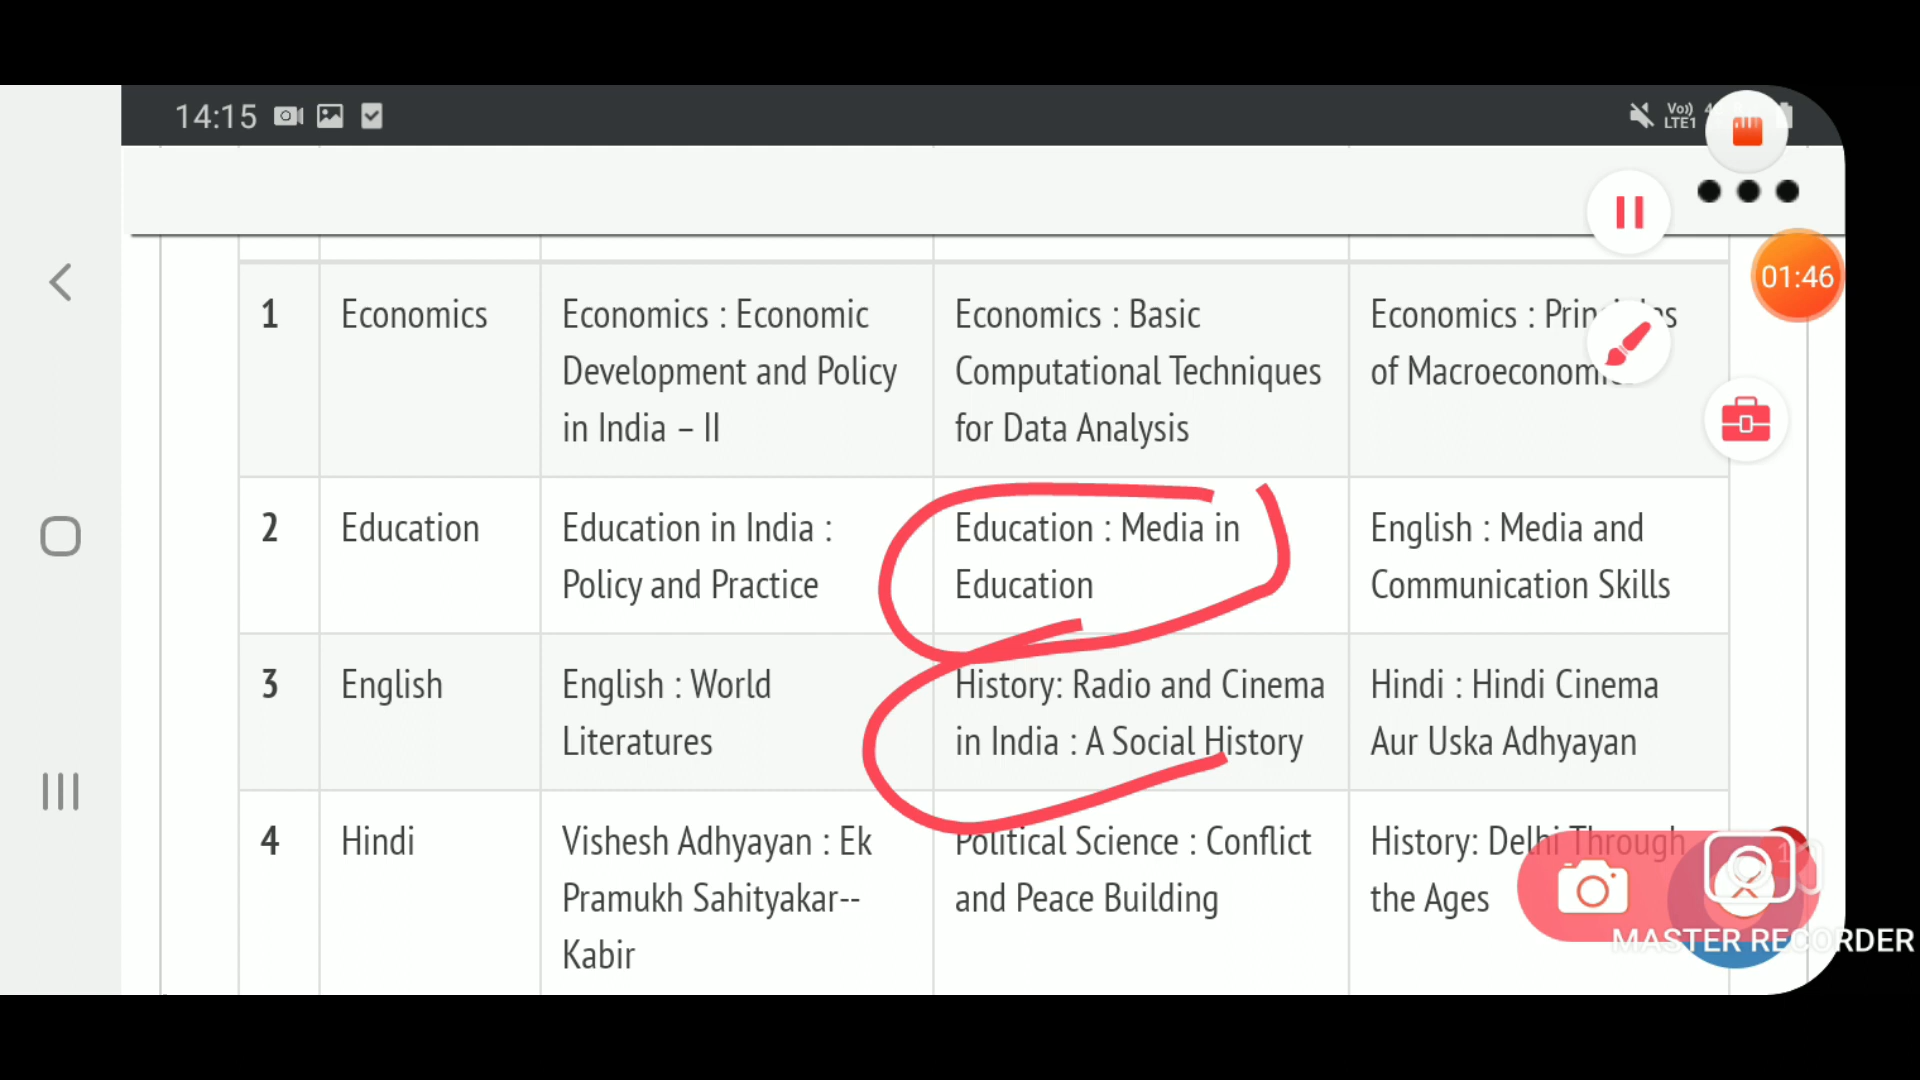 14:15
Vo))
LTE1
01:46
1
Economics
Economics : Economic
Development and Policy
in India – II
Economics : Basic
Computational Techniques
for Data Analysis
Economics :
of
2
Education
Education in India :
Policy and Practice
Education : Media in
Education
English : Media and
Communication Skills
3
English
English : World
Literatures
History: Radio and Cinema
in India : A Social History
Hindi : Hindi Cinema
Aur Uska Adhyayan
4
Hindi
Vishesh Adhyayan : Ek
Pramukh Sahityakar--
Kabir
Political Science : Conflict
and Peace Building
History: Delhi Through
the Ages
MASTER RECORDER